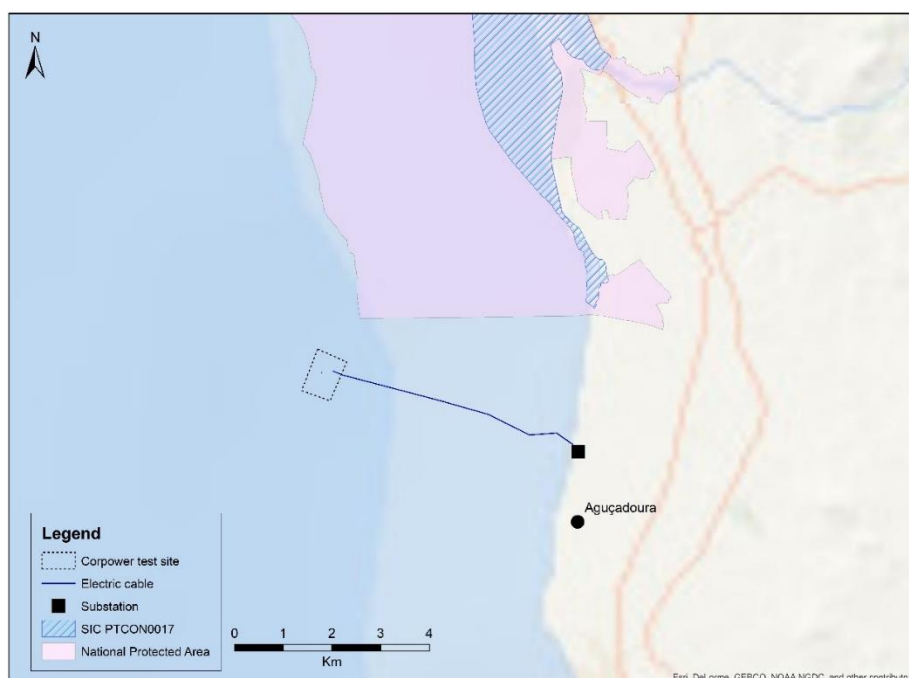 N
Aguçadoura
Legend
Corpower test site
Electric cable
Substation
SIC PTCON0017
National Protected Area
0 1 2 3 4
Km
Esri, DeLorme, GEBCO, NOAA NGDC, and other contributo